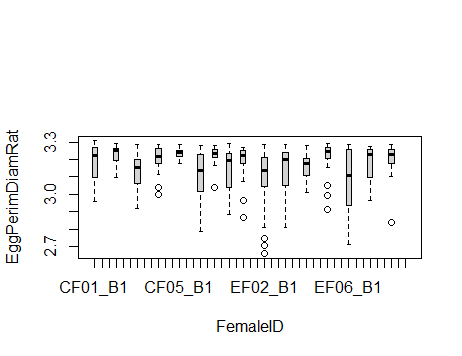 EggPerimDiamRat
3.3
3.0
2.7
CF01_B1 CF05_B1 EF02_B1 EF06_B1
FemaleID